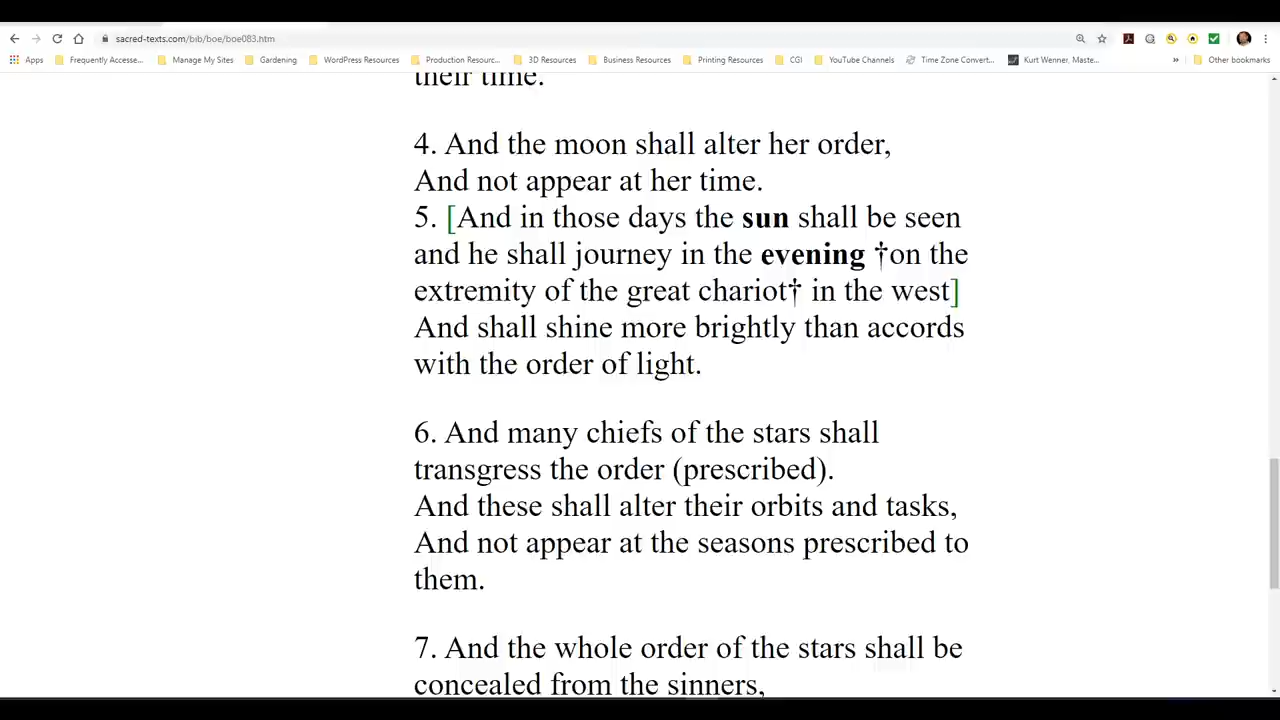 sacred-texts.com/bib/boe/boe083.htm
Apps Frequently Accesse... Manage My Sites Gardening WordPress Resources Production Resourc... 3D Resources Business Resources Printing Resources CGI YouTube Channels Time Zone Convert... Kurt Wenner, Maste... » Other bookmarks
their time.
4. And the moon shall alter her order,
And not appear at her time.
5. [And in those days the sun shall be seen
and he shall journey in the evening †on the
extremity of the great chariot† in the west]
And shall shine more brightly than accords
with the order of light.
6. And many chiefs of the stars shall
transgress the order (prescribed).
And these shall alter their orbits and tasks,
And not appear at the seasons prescribed to
them.
7. And the whole order of the stars shall be
concealed from the sinners,